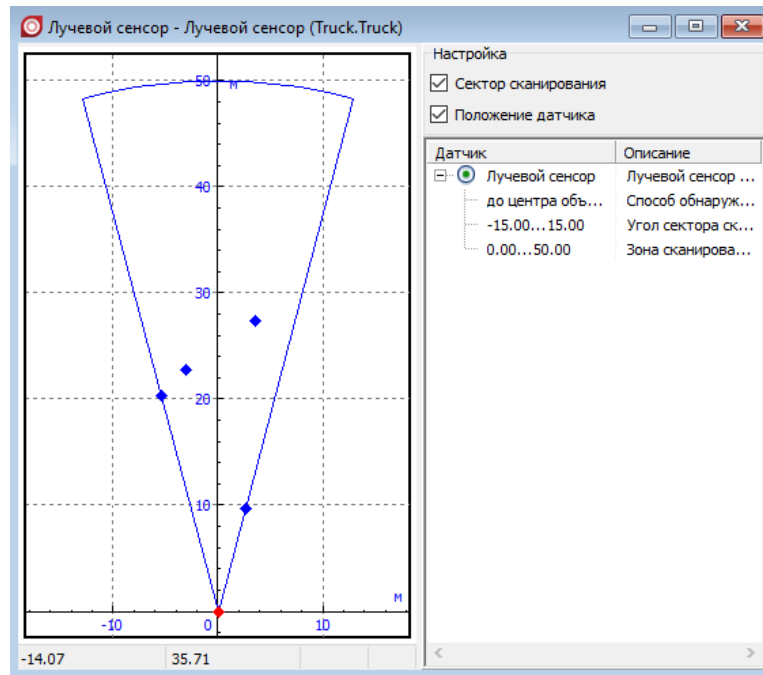 Лучевой сенсор - Лучевой сенсор (Truck.Truck)
50
М
40
30
20
10
М
-10
0
10
-14.07
35.71
Настройка
Сектор сканирования
Положение датчика
Датчик Описание
Лучевой сенсор Лучевой сенсор ...
до центра объ... Способ обнаруж...
-15.00...15.00 Угол сектора ск...
0.00...50.00 Зона сканирова...